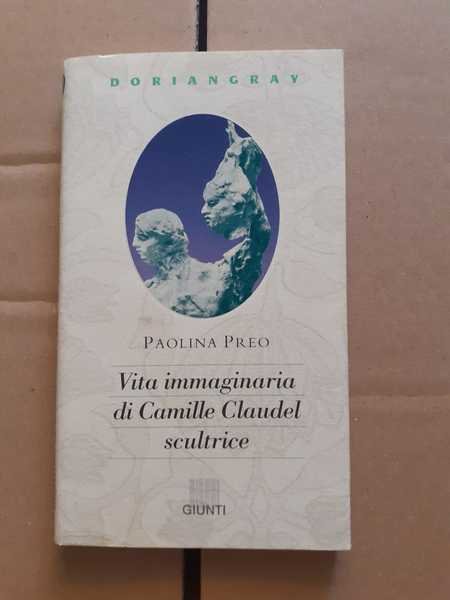 DORIANGRAY
PAOLINA PREO
Vita immaginaria
di Camille Claudel
scultrice
GIUNTI